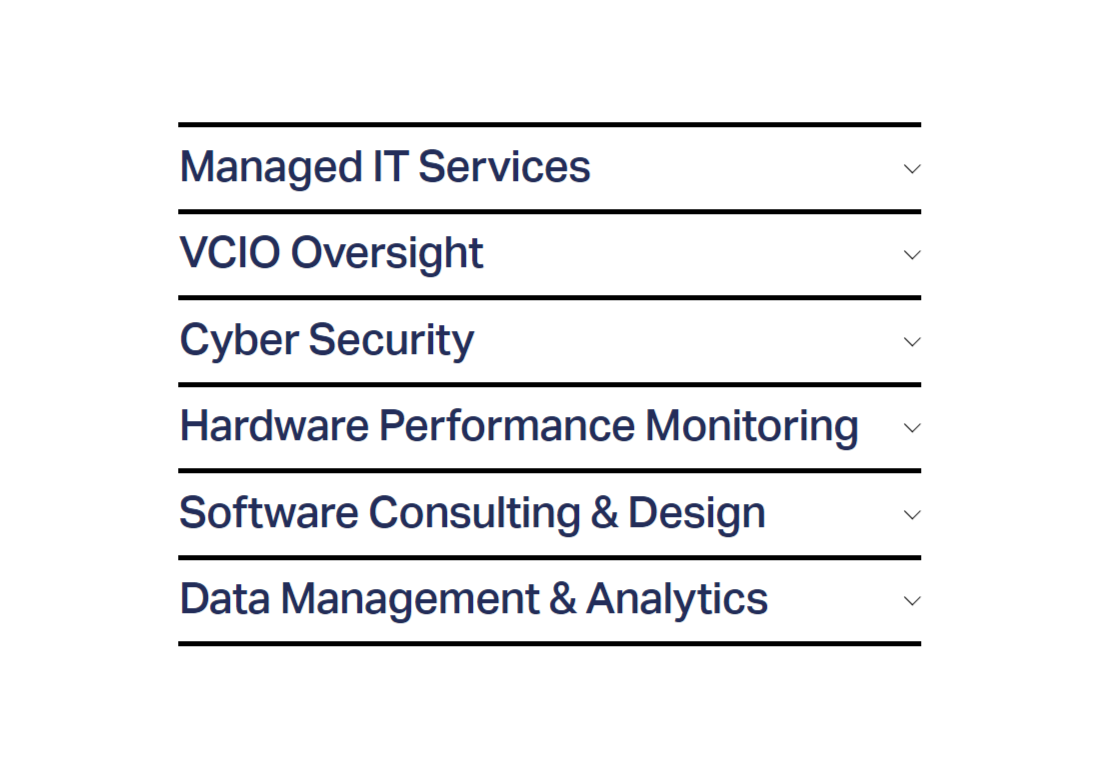 Managed IT Services
VCIO Oversight
Cyber Security
Hardware Performance Monitoring
Software Consulting & Design
Data Management & Analytics